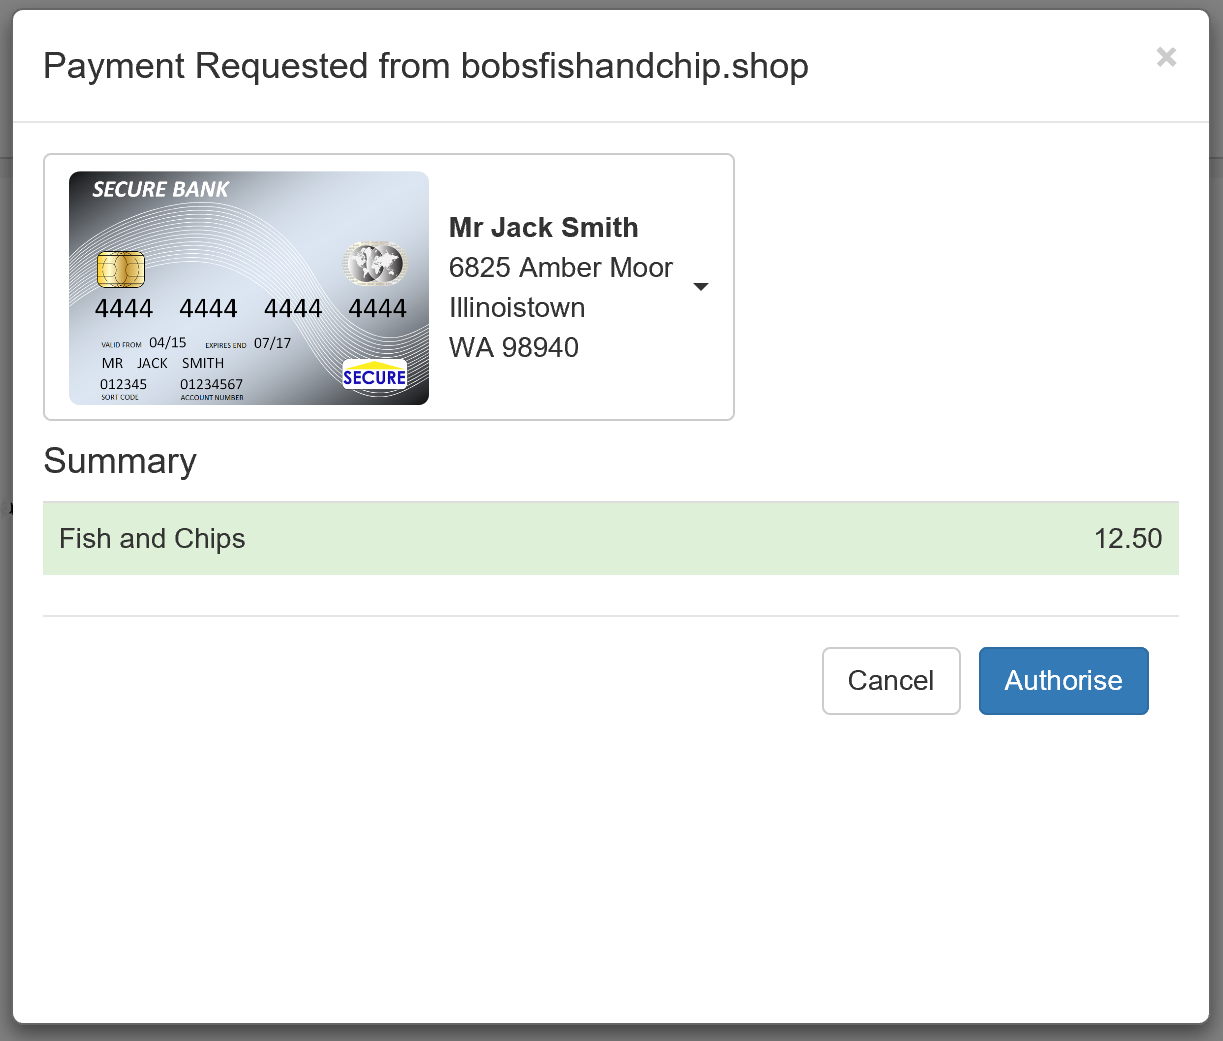 Payment Requested from bobsfishandchip.shop
×
SECURE BANK
4444 4444 4444 4444
VALID FROM 04/15 EXPIRES END 07/17
MR JACK SMITH
012345 01234567
SORT CODE ACCOUNT NUMBER
SECURE
Mr Jack Smith
6825 Amber Moor
Illinoistown
WA 98940
Summary
Fish and Chips 12.50
Cancel Authorise